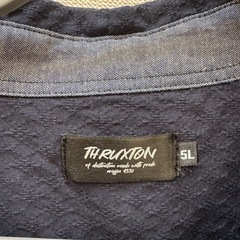 THRUXTON
of distinction made with pride
5L